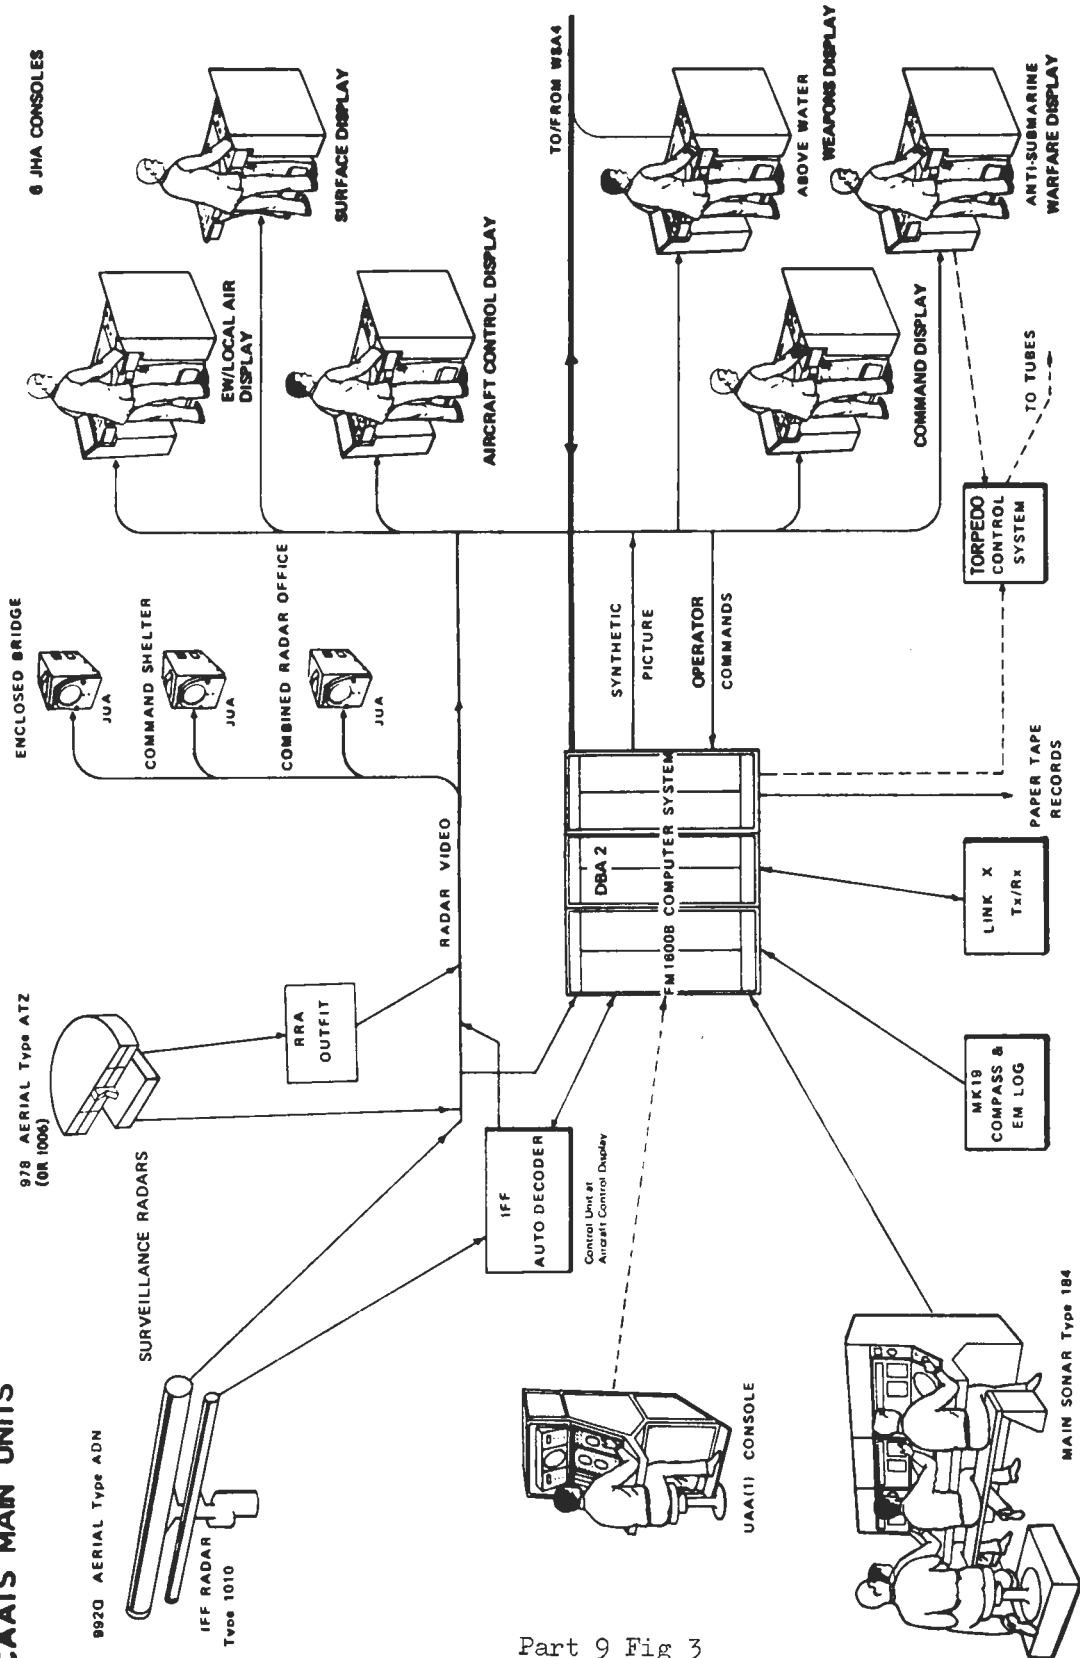 CAAIS MAIN UNITS
6 JHA CONSOLES
992Q AERIAL Type ADN
IFF RADAR
Type 1010
SURVEILLANCE RADARS
978 AERIAL Type ATZ
(OR 1006)
RRA
OUTFIT
RADAR VIDEO
ENCLOSED BRIDGE
JUA
COMMAND SHELTER
JUA
COMBINED RADAR OFFICE
JUA
EW/LOCAL AIR
DISPLAY
SURFACE DISPLAY
AIRCRAFT CONTROL DISPLAY
IFF
AUTO DECODER
Control Unit at
Aircraft Control Display
UAA(1) CONSOLE
DBA 2
FM1600B COMPUTER SYSTEM
SYNTHETIC
PICTURE
OPERATOR
COMMANDS
TO/FROM WSA4
ABOVE WATER
WEAPONS DISPLAY
COMMAND DISPLAY
ANTI-SUBMARINE
WARFARE DISPLAY
MAIN SONAR Type 184
MK19
COMPASS &
EM LOG
LINK X
Tx/Rx
PAPER TAPE
RECORDS
TORPEDO
CONTROL
SYSTEM
TO TUBES
Part 9 Fig 3